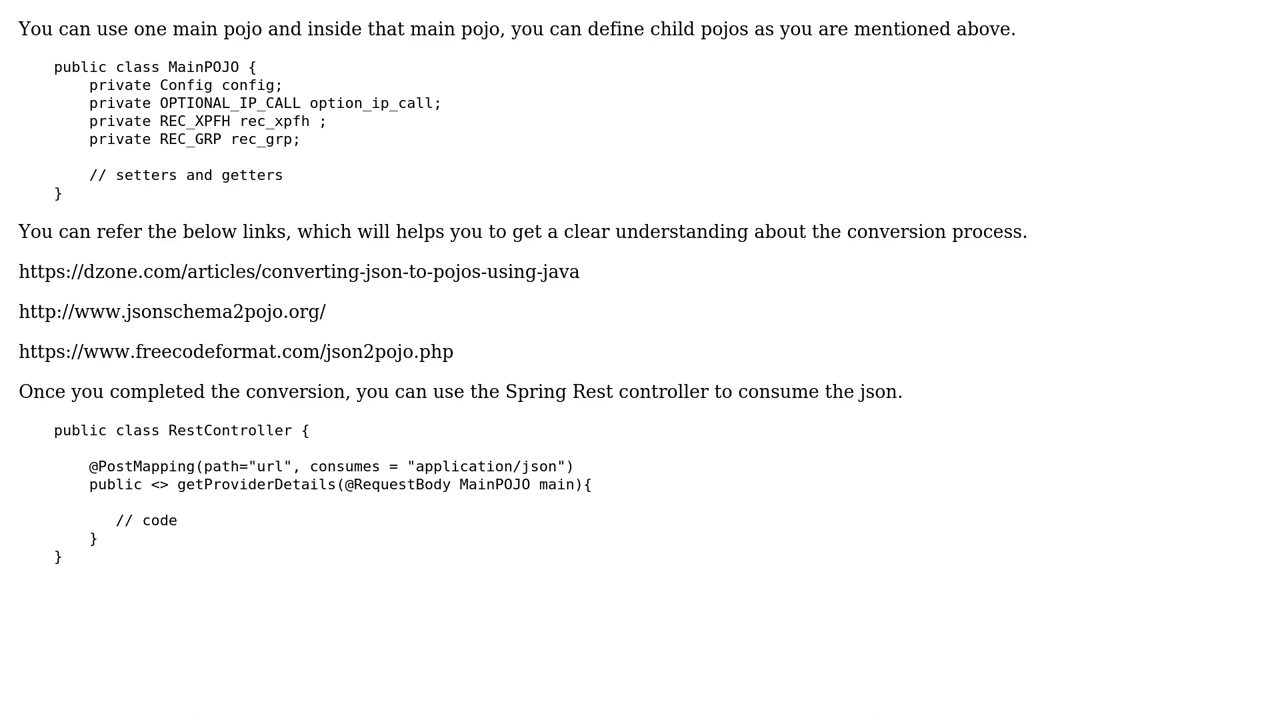 You can use one main pojo and inside that main pojo, you can define child pojos as you are mentioned above.
public class MainPOJO {
    private Config config;
    private OPTIONAL_IP_CALL option_ip_call;
    private REC_XPFH rec_xpfh ;
    private REC_GRP rec_grp;
    // setters and getters
}
You can refer the below links, which will helps you to get a clear understanding about the conversion process.
https://dzone.com/articles/converting-json-to-pojos-using-java
http://www.jsonschema2pojo.org/
https://www.freecodeformat.com/json2pojo.php
Once you completed the conversion, you can use the Spring Rest controller to consume the json.
public class RestController {
    @PostMapping(path="url", consumes = "application/json")
    public <> getProviderDetails(@RequestBody MainPOJO main){
       // code
    }
}